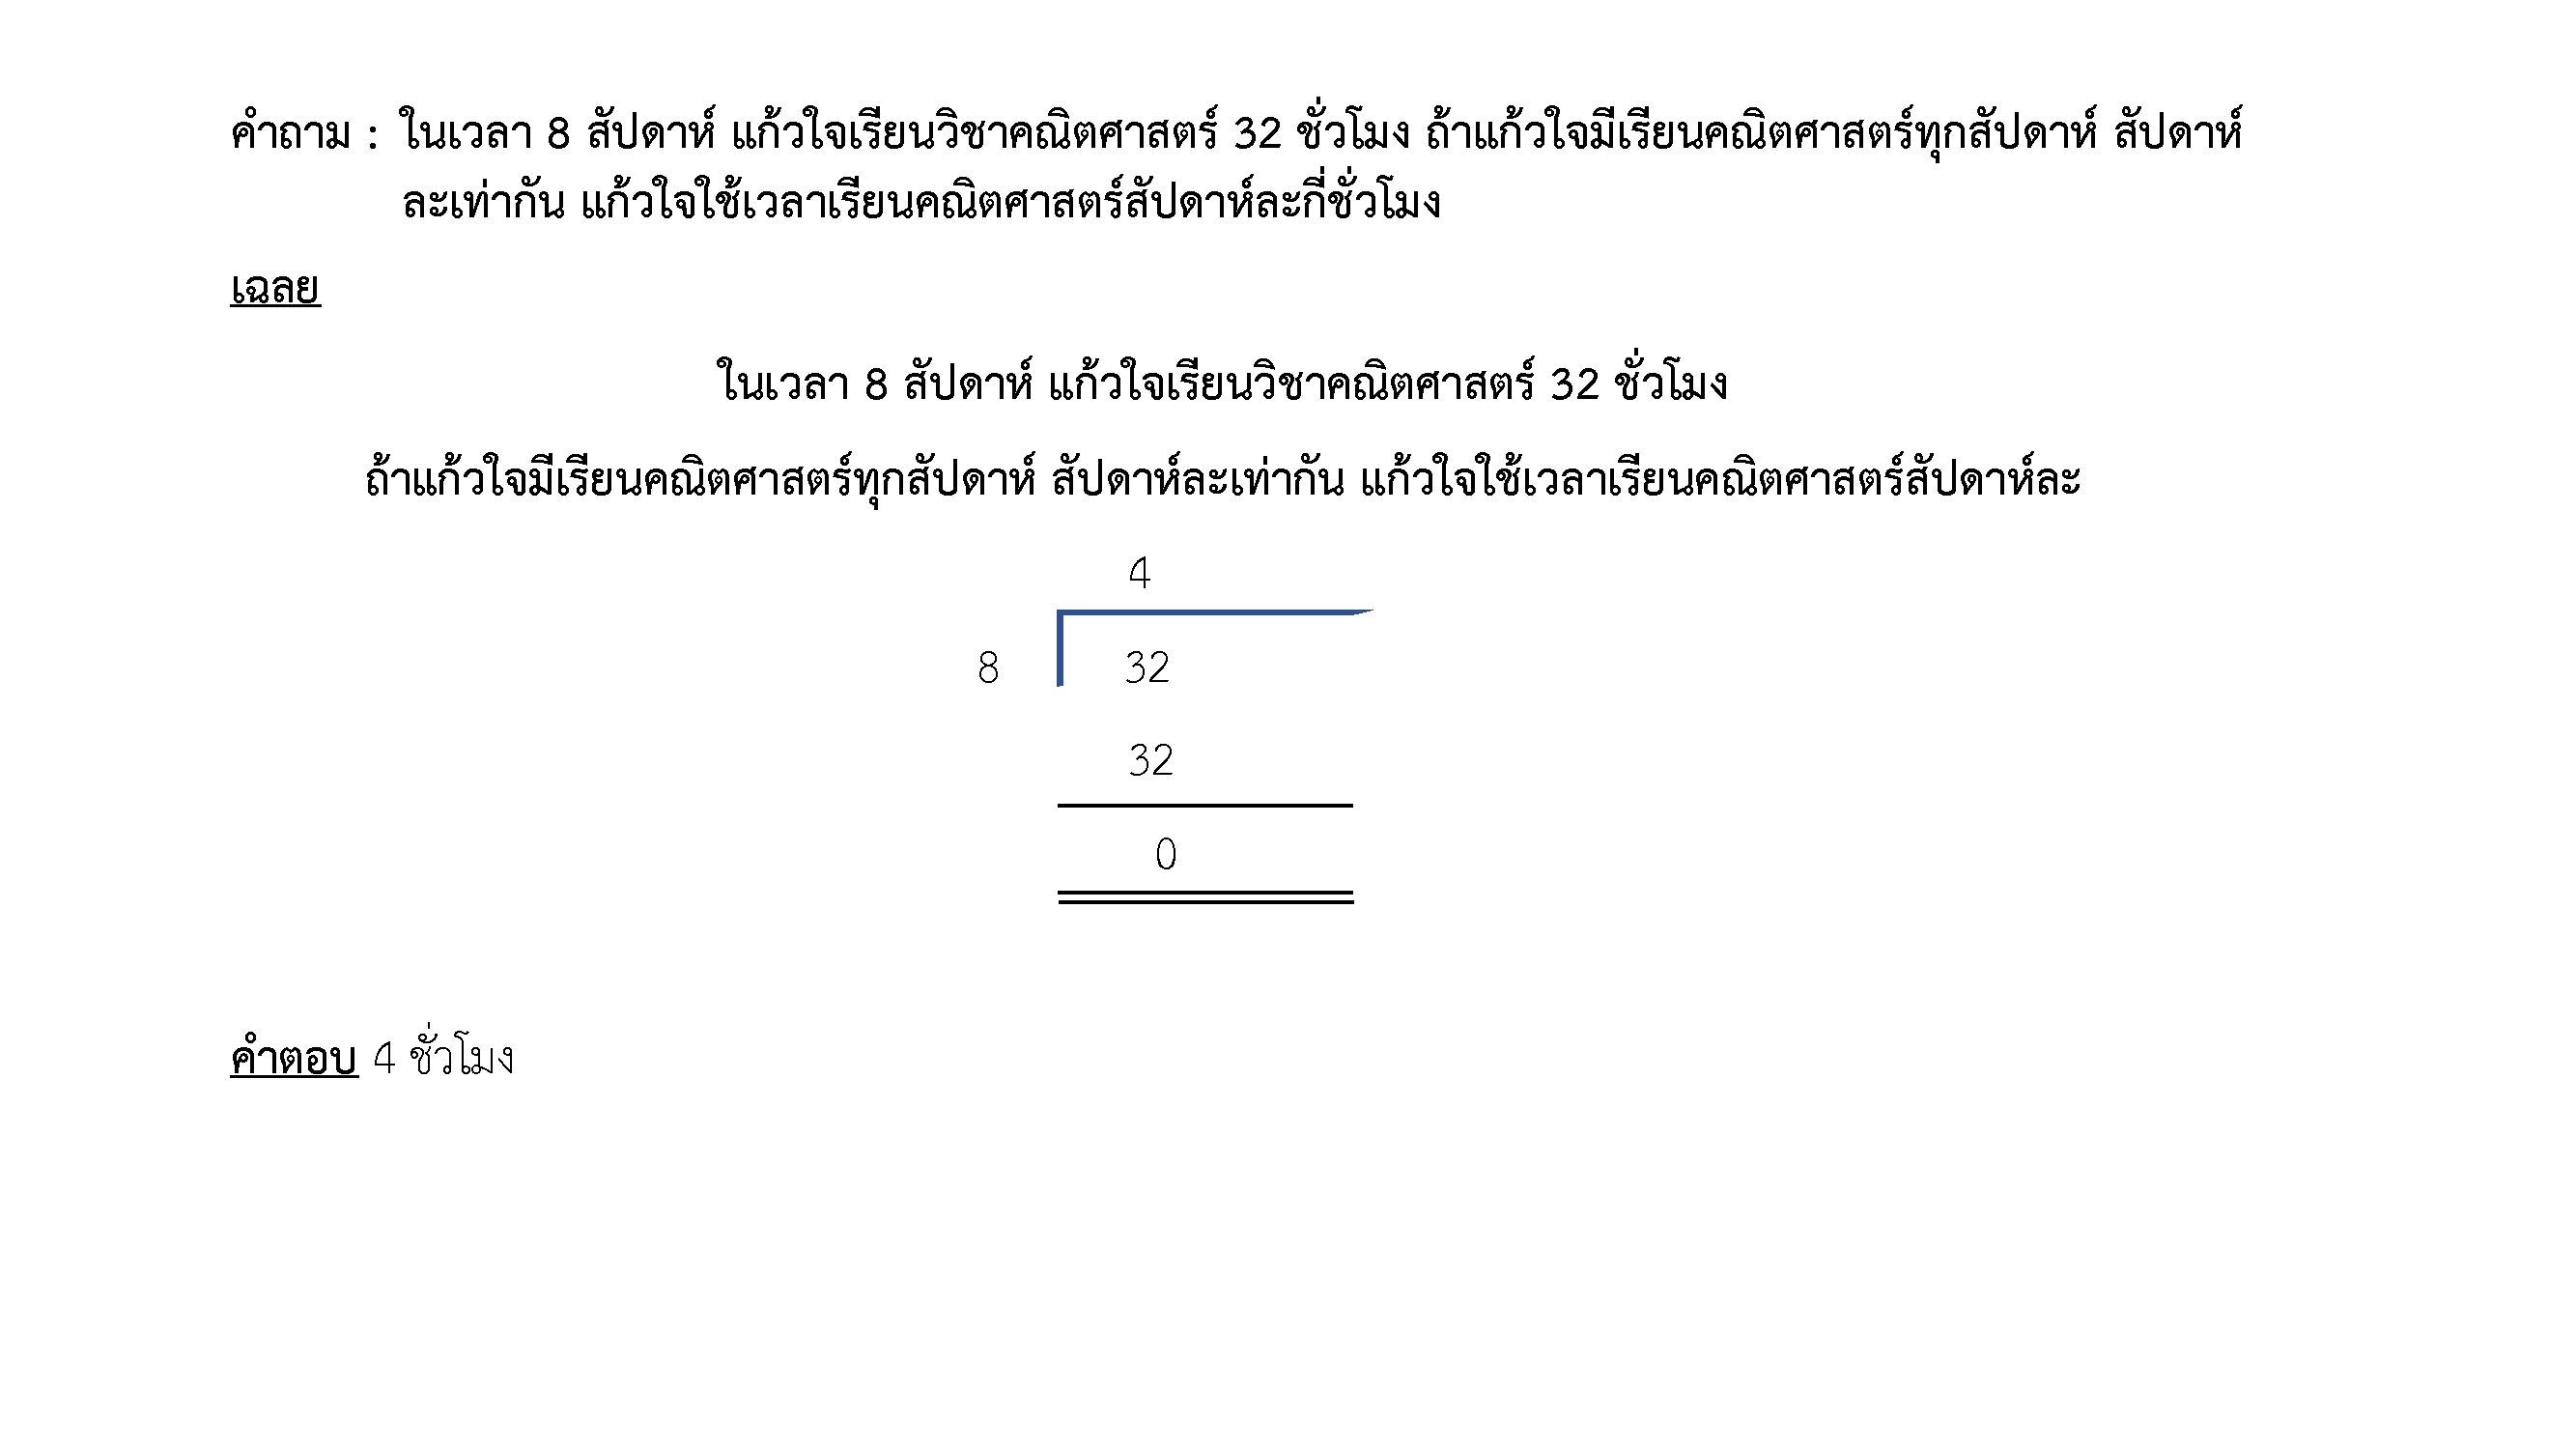 คำถาม : ในเวลา 8 สัปดาห์ แก้วใจเรียนวิชาคณิตศาสตร์ 32 ชั่วโมง ถ้าแก้วใจมีเรียนคณิตศาสตร์ทุกสัปดาห์ สัปดาห์
ละเท่ากัน แก้วใจใช้เวลาเรียนคณิตศาสตร์สัปดาห์ละกี่ชั่วโมง
เฉลย
ในเวลา 8 สัปดาห์ แก้วใจเรียนวิชาคณิตศาสตร์ 32 ชั่วโมง
ถ้าแก้วใจมีเรียนคณิตศาสตร์ทุกสัปดาห์ สัปดาห์ละเท่ากัน แก้วใจใช้เวลาเรียนคณิตศาสตร์สัปดาห์ละ
4
8 32
32
0
คำตอบ 4 ชั่วโมง